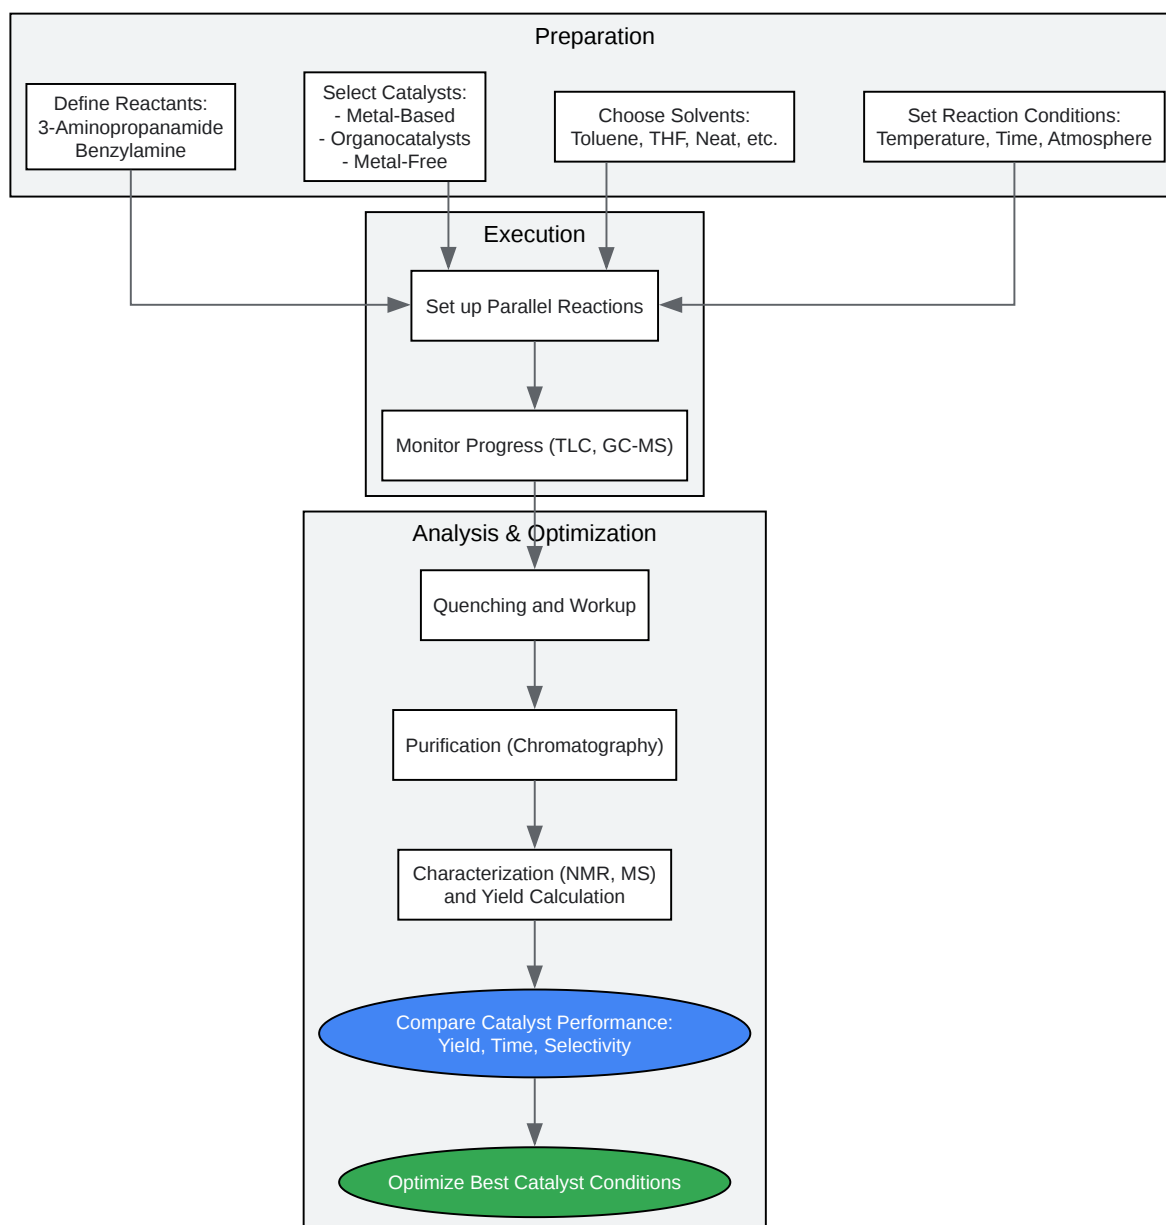 Preparation
Define Reactants:
3-Aminopropanamide
Benzylamine
Select Catalysts:
- Metal-Based
- Organocatalysts
- Metal-Free
Choose Solvents:
Toluene, THF, Neat, etc.
Set Reaction Conditions:
Temperature, Time, Atmosphere
Execution
Set up Parallel Reactions
Monitor Progress (TLC, GC-MS)
Analysis & Optimization
Quenching and Workup
Purification (Chromatography)
Characterization (NMR, MS)
and Yield Calculation
Compare Catalyst Performance:
Yield, Time, Selectivity
Optimize Best Catalyst Conditions